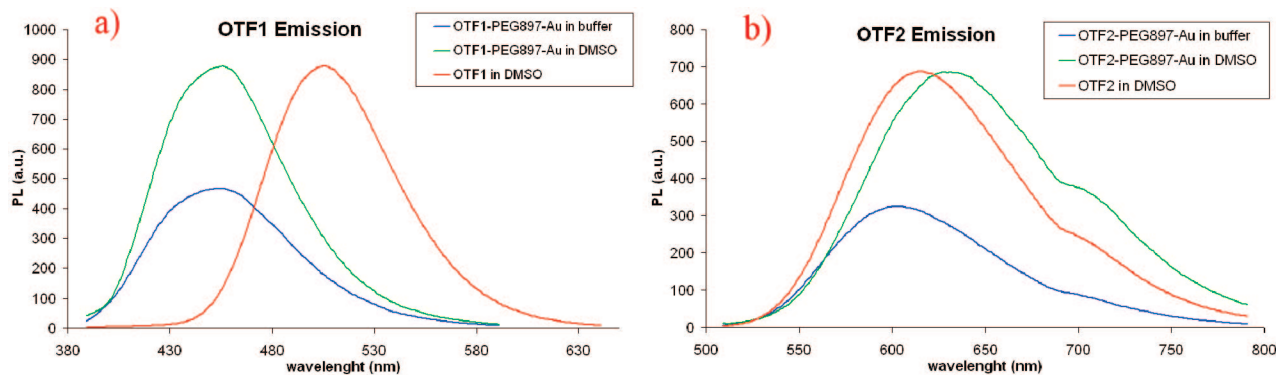 a)
OTF1 Emission
OTF1-PEG897-Au in buffer
OTF1-PEG897-Au in DMSO
OTF1 in DMSO
PL (a.u.)
1000
900
800
700
600
500
400
300
200
100
0
380 430 480 530 580 630
wavelenght (nm)
b)
OTF2 Emission
OTF2-PEG897-Au in buffer
OTF2-PEG897-Au in DMSO
OTF2 in DMSO
PL (a.u.)
800
700
600
500
400
300
200
100
0
500 550 600 650 700 750 800
wavelenght (nm)